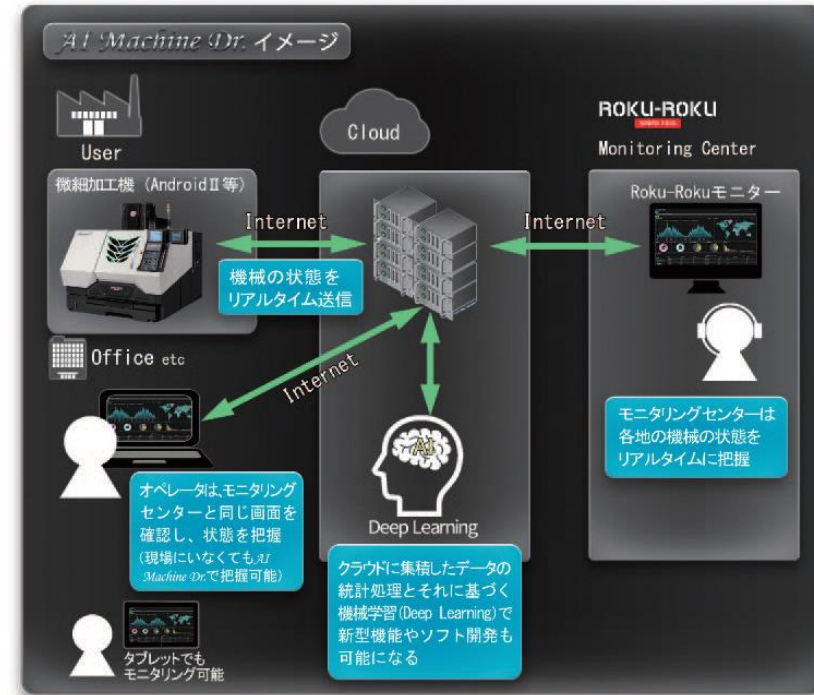 AI Machine Dr. イメージ
User
微細加工機 (AndroidⅡ等)
Internet
機械の状態を
リアルタイム送信
Office etc
Internet
オペレータは、モニタリング
センターと同じ画面を
確認し、状態を把握
(現場にいなくてもAI
Machine Dr.で把握可能)
タブレットでも
モニタリング可能
Cloud
AI
Deep Learning
クラウドに集積したデータの
統計処理とそれに基づく
機械学習(Deep Learning)で
新型機能やソフト開発も
可能になる
Internet
ROKU-ROKU
Monitoring Center
Roku-Rokuモニター
モニタリングセンターは
各地の機械の状態を
リアルタイムに把握